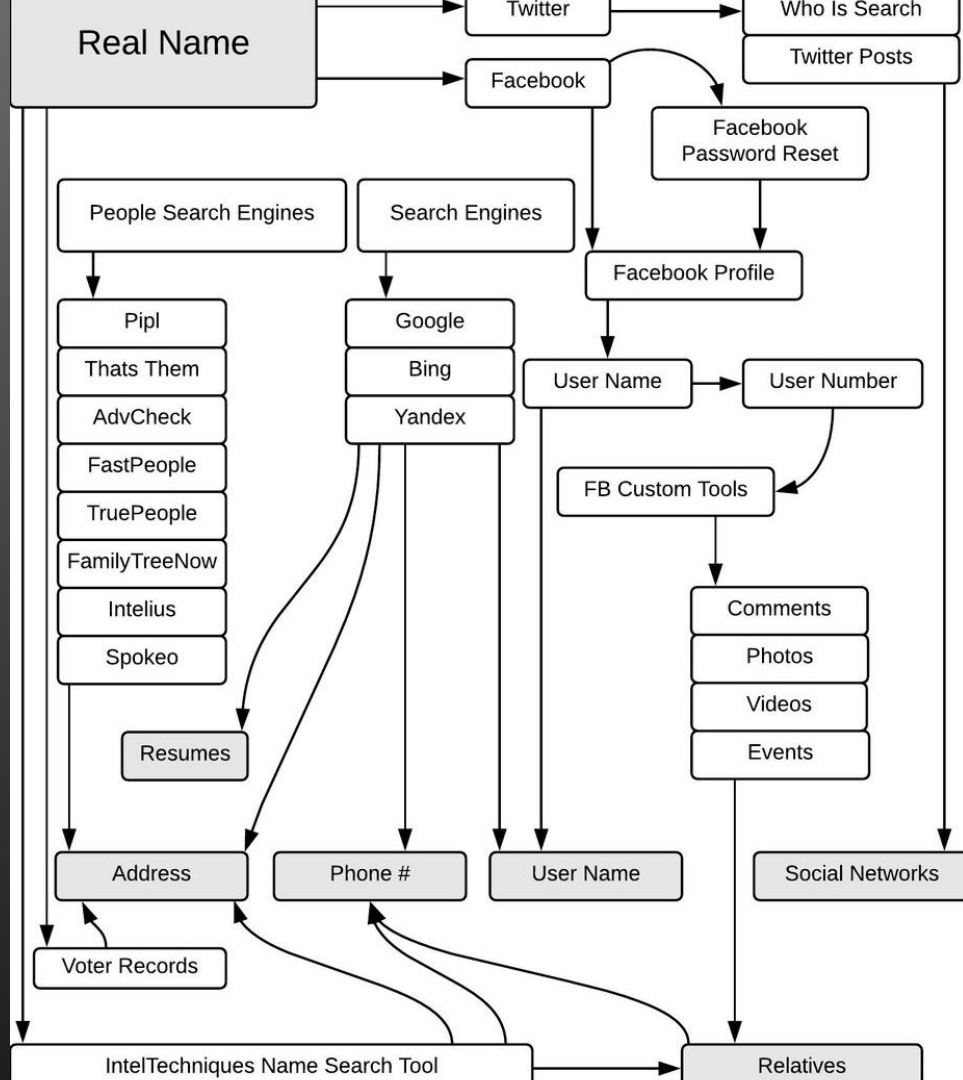 Real Name
Twitter
Who Is Search
Twitter Posts
Facebook
Facebook
Password Reset
People Search Engines
Search Engines
Facebook Profile
Pipl
Google
Thats Them
Bing
User Name
User Number
AdvCheck
Yandex
FastPeople
FB Custom Tools
TruePeople
FamilyTreeNow
Intelius
Comments
Spokeo
Photos
Videos
Resumes
Events
Address
Phone #
User Name
Social Networks
Voter Records
IntelTechniques Name Search Tool
Relatives